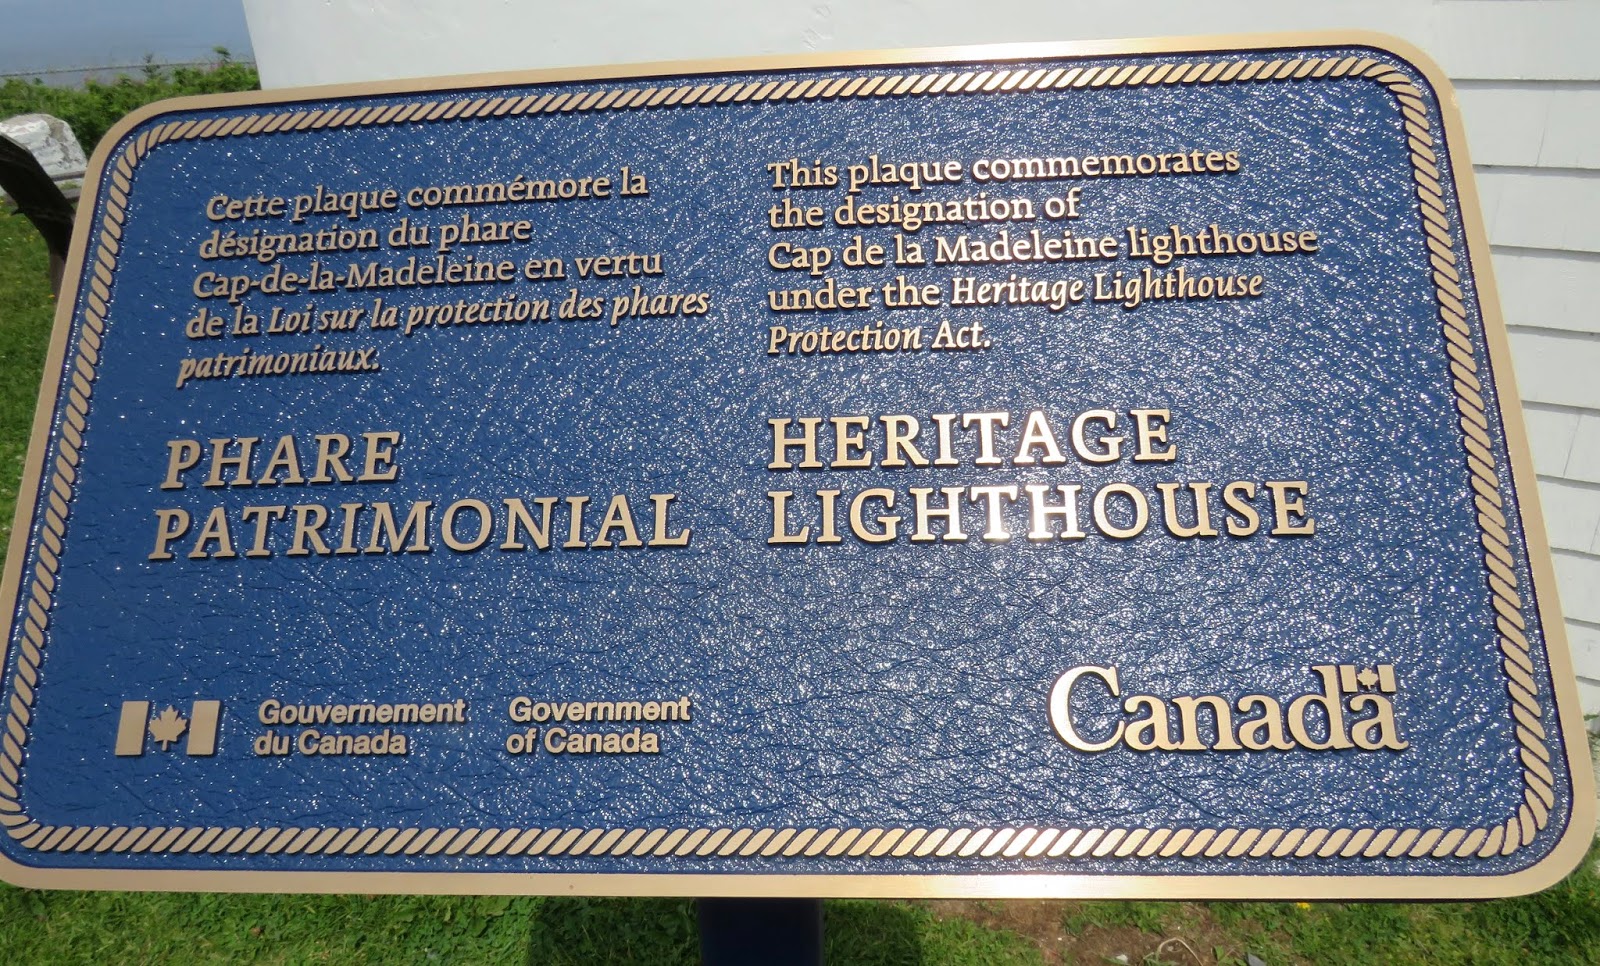 Cette plaque commémore la
désignation du phare
Cap-de-la-Madeleine en vertu
de la Loi sur la protection des phares
patrimoniaux.
PHARE
PATRIMONIAL
This plaque commemorates
the designation of
Cap de la Madeleine lighthouse
under the Heritage Lighthouse
Protection Act.
HERITAGE
LIGHTHOUSE
Gouvernement
du Canada
Government
of Canada
Canada